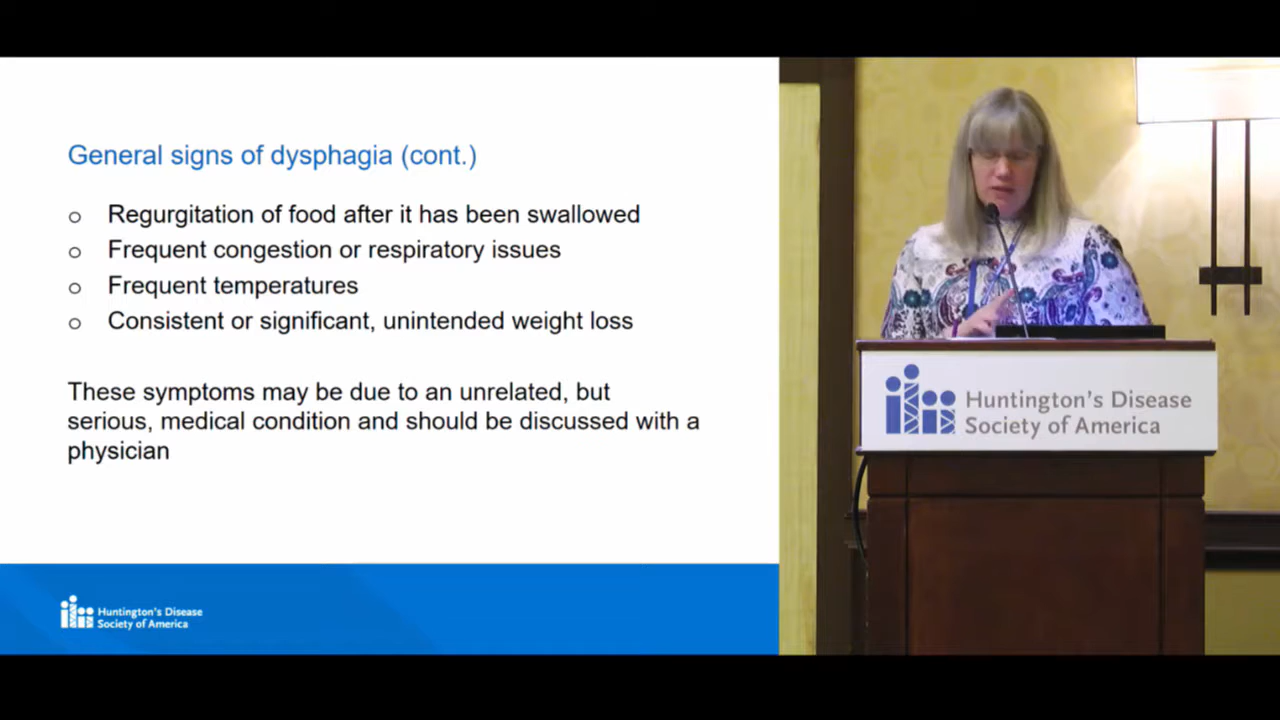 General signs of dysphagia (cont.)
o Regurgitation of food after it has been swallowed
o Frequent congestion or respiratory issues
o Frequent temperatures
o Consistent or significant, unintended weight loss
These symptoms may be due to an unrelated, but
serious, medical condition and should be discussed with a
physician
Huntington's Disease
Society of America
Huntington's Disease
Society of America